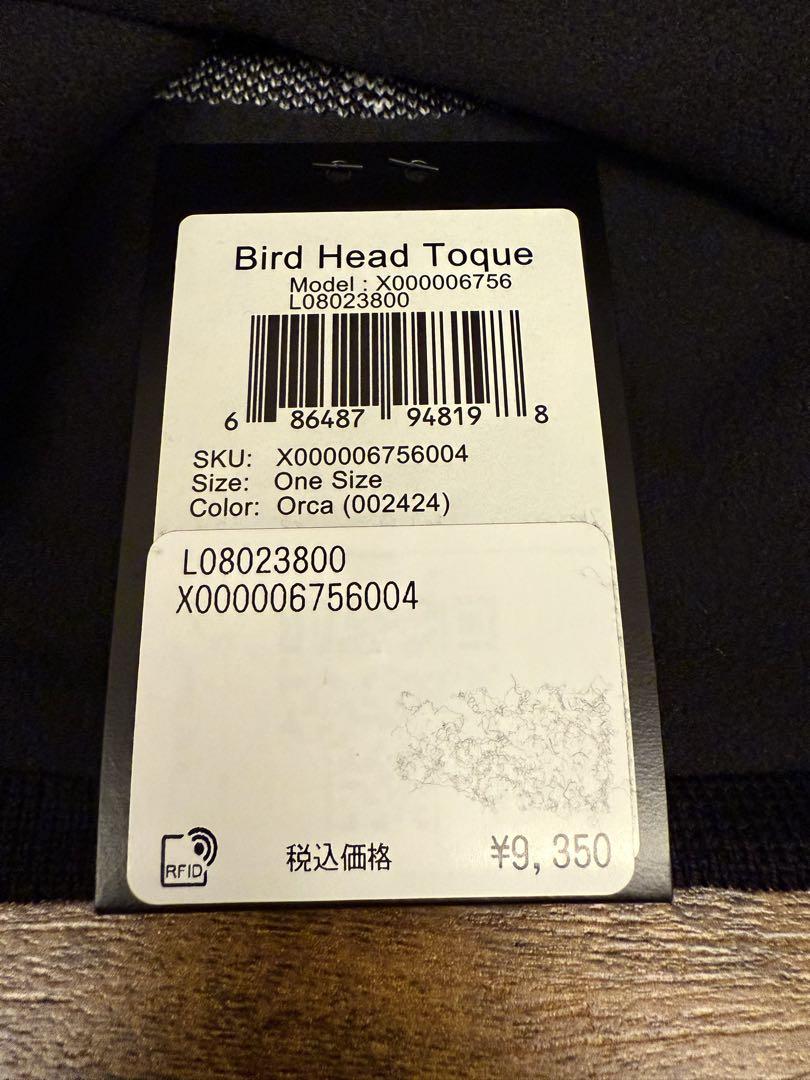 Bird Head Toque
Model : X000006756
L08023800
6 86487 94819 8
SKU: X000006756004
Size: One Size
Color: Orca (002424)
L08023800
X000006756004
RFID
税込価格 ¥9,350